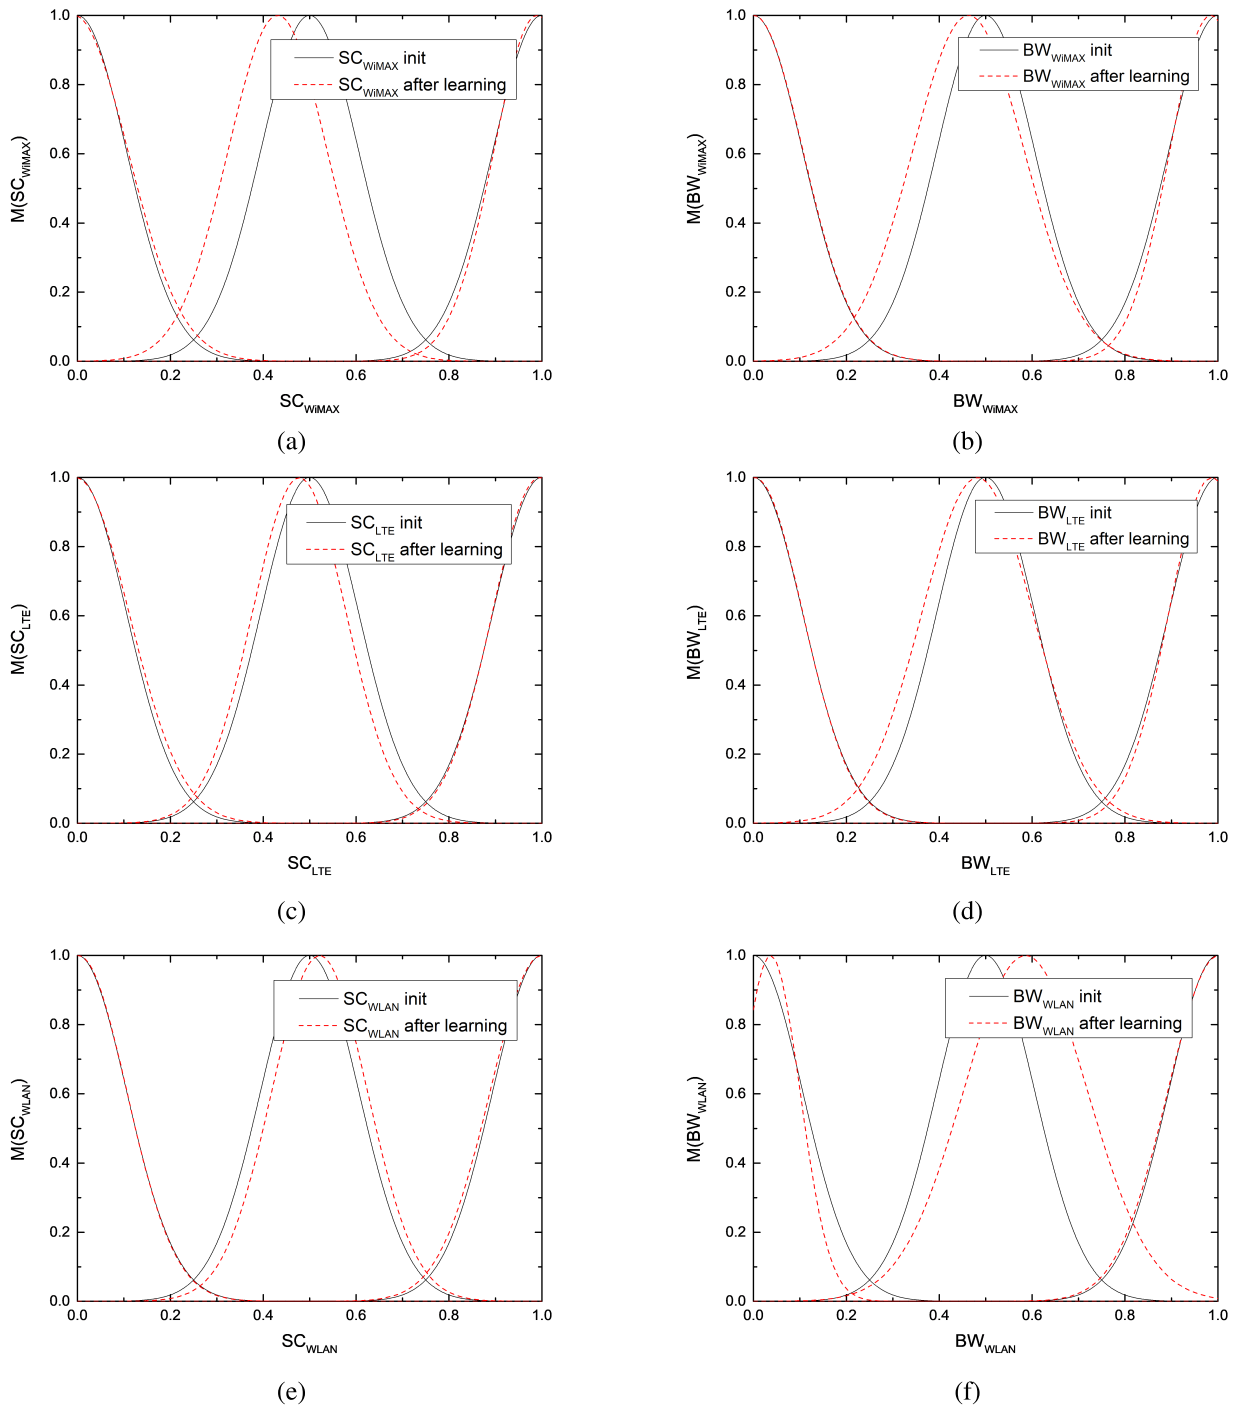 1.0
0.8
0.6
0.4
0.2
0.0
0.0 0.2 0.4 0.6 0.8 1.0
M(SC_WiMAX)
SC_WiMAX init
SC_WiMAX after learning
SC_WiMAX
(a)
1.0
0.8
0.6
0.4
0.2
0.0
0.0 0.2 0.4 0.6 0.8 1.0
M(BW_WiMAX)
BW_WiMAX init
BW_WiMAX after learning
BW_WiMAX
(b)
1.0
0.8
0.6
0.4
0.2
0.0
0.0 0.2 0.4 0.6 0.8 1.0
M(SC_LTE)
SC_LTE init
SC_LTE after learning
SC_LTE
(c)
1.0
0.8
0.6
0.4
0.2
0.0
0.0 0.2 0.4 0.6 0.8 1.0
M(BW_LTE)
BW_LTE init
BW_LTE after learning
BW_LTE
(d)
1.0
0.8
0.6
0.4
0.2
0.0
0.0 0.2 0.4 0.6 0.8 1.0
M(SC_WLAN)
SC_WLAN init
SC_WLAN after learning
SC_WLAN
(e)
1.0
0.8
0.6
0.4
0.2
0.0
0.0 0.2 0.4 0.6 0.8 1.0
M(BW_WLAN)
BW_WLAN init
BW_WLAN after learning
BW_WLAN
(f)